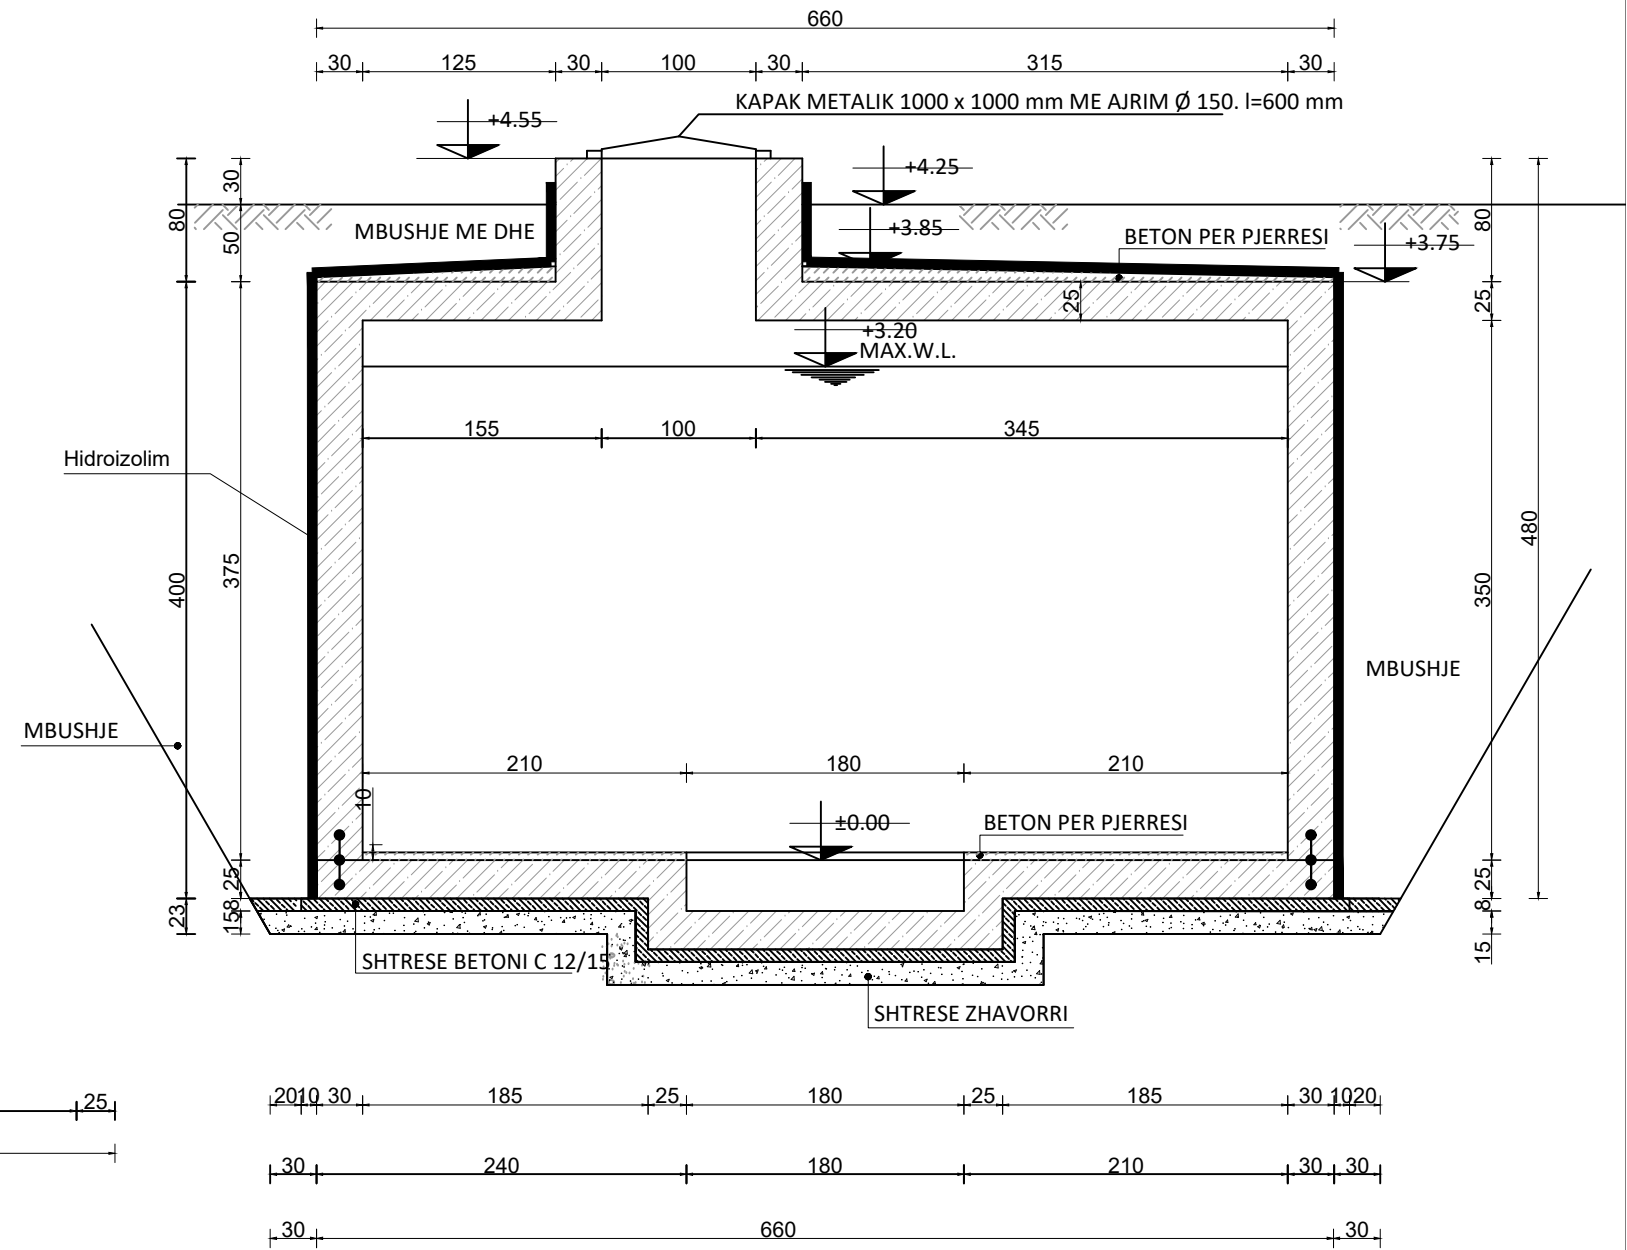 660
30 125 30 100 30 315 30
KAPAK METALIK 1000 x 1000 mm ME AJRIM Ø 150. l=600 mm
+4.55
+4.25
30
80
50
MBUSHJE ME DHE
+3.85
BETON PER PJERRESI
+3.75
80
25
25
+3.20
MAX.W.L.
155 100 345
Hidroizolim
480
375
400
350
MBUSHJE
MBUSHJE
210 180 210
10
±0.00
BETON PER PJERRESI
25
25
23
8
15
8
15
SHTRESE BETONI C 12/15
SHTRESE ZHAVORRI
25
20 10 30 185 25 180 25 185 30 10 20
30 240 180 210 30 30
30 660 30